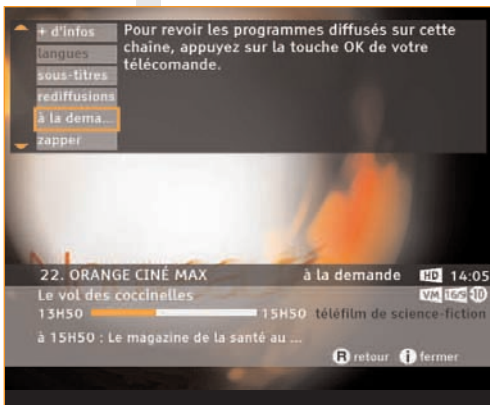 + d'infos
langues
sous-titres
rediffusions
à la dema...
zapper
Pour revoir les programmes diffusés sur cette
chaîne, appuyez sur la touche OK de votre
télécommande.
22. ORANGE CINÉ MAX à la demande HD 14:05
Le vol des coccinelles VM 16/9 -10
13H50 15H50 téléfilm de science-fiction
à 15H50 : Le magazine de la santé au ...
R retour i fermer